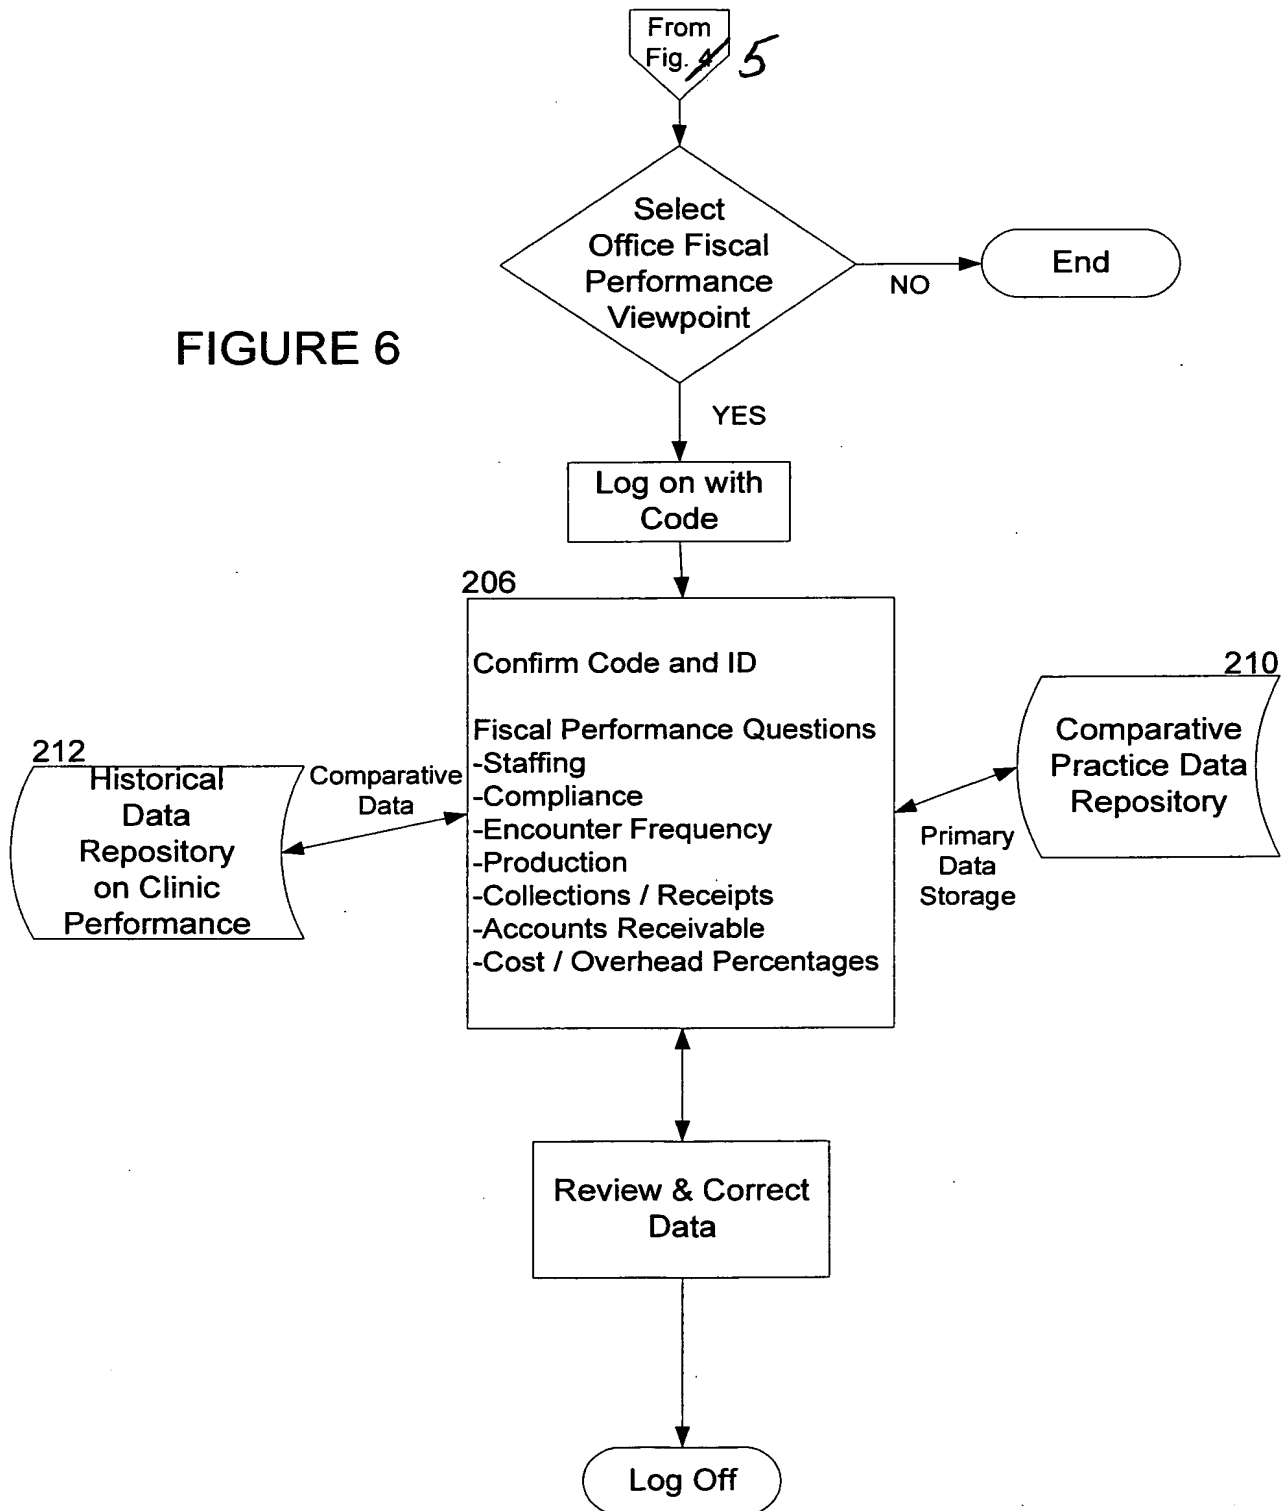 From
Fig. 4 5
Select
Office Fiscal
Performance
Viewpoint
NO
End
FIGURE 6
YES
Log on with
Code
206
Confirm Code and ID
Fiscal Performance Questions
-Staffing
-Compliance
-Encounter Frequency
-Production
-Collections / Receipts
-Accounts Receivable
-Cost / Overhead Percentages
210
Comparative
Practice Data
Repository
Primary
Data
Storage
212
Historical
Data
Repository
on Clinic
Performance
Comparative
Data
Review & Correct
Data
Log Off